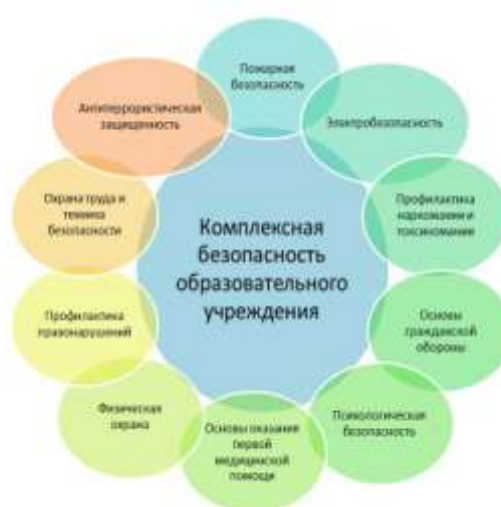 Пожарная
безопасность
Электробезопасность
Профилактика
наркомании и
токсикомании
Основы
гражданской
обороны
Психологическая
безопасность
Основы оказания
первой
медицинской
помощи
Физическая
охрана
Профилактика
правонарушений
Охрана труда и
техника
безопасности
Антитеррористическая
защищенность
Комплексная
безопасность
образовательного
учреждения